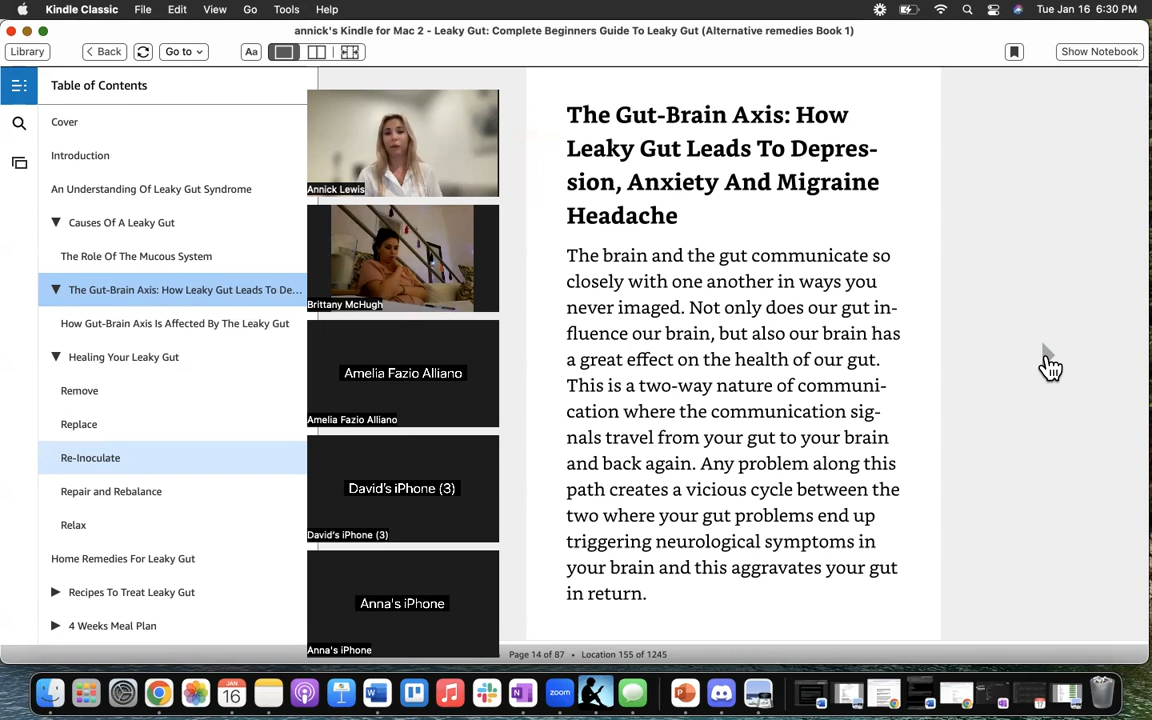 Kindle Classic File Edit View Go Tools Help Tue Jan 16 6:30 PM
annick's Kindle for Mac 2 - Leaky Gut: Complete Beginners Guide To Leaky Gut (Alternative remedies Book 1)
Library Back Go to Aa Show Notebook
Table of Contents
Cover
Introduction
An Understanding Of Leaky Gut Syndrome
Causes Of A Leaky Gut
The Role Of The Mucous System
The Gut-Brain Axis: How Leaky Gut Leads To De...
How Gut-Brain Axis Is Affected By The Leaky Gut
Healing Your Leaky Gut
Remove
Replace
Re-Inoculate
Repair and Rebalance
Relax
Home Remedies For Leaky Gut
Recipes To Treat Leaky Gut
4 Weeks Meal Plan
Annick Lewis
Brittany McHugh
Amelia Fazio Alliano
Amelia Fazio Alliano
David's iPhone (3)
David's iPhone (3)
Anna's iPhone
Anna's iPhone
The Gut-Brain Axis: How
Leaky Gut Leads To Depres-
sion, Anxiety And Migraine
Headache
The brain and the gut communicate so
closely with one another in ways you
never imaged. Not only does our gut in-
fluence our brain, but also our brain has
a great effect on the health of our gut.
This is a two-way nature of communi-
cation where the communication sig-
nals travel from your gut to your brain
and back again. Any problem along this
path creates a vicious cycle between the
two where your gut problems end up
triggering neurological symptoms in
your brain and this aggravates your gut
in return.
Page 14 of 87 • Location 155 of 1245
JAN
16
zoom